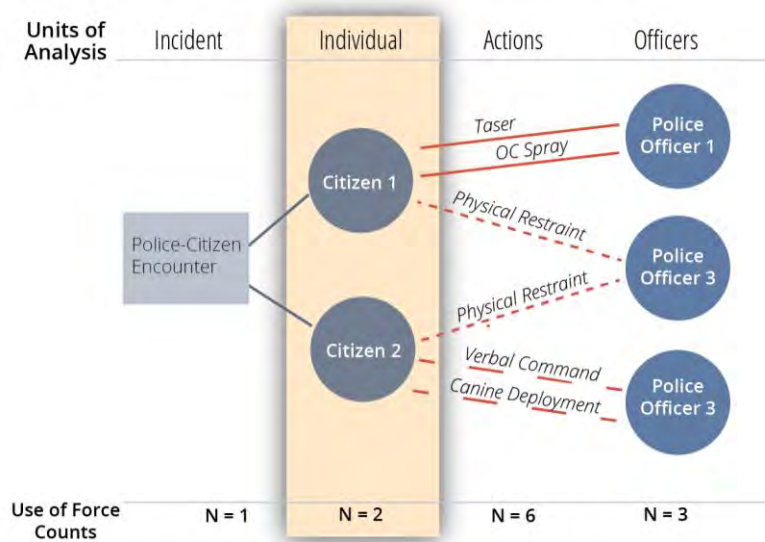 Units of
Analysis
Incident
Individual
Actions
Officers
Taser
OC Spray
Police
Officer 1
Citizen 1
Physical Restraint
Police-Citizen
Encounter
Police
Officer 3
Physical Restraint
Citizen 2
Verbal Command
Canine Deployment
Police
Officer 3
Use of Force
Counts
N = 1
N = 2
N = 6
N = 3